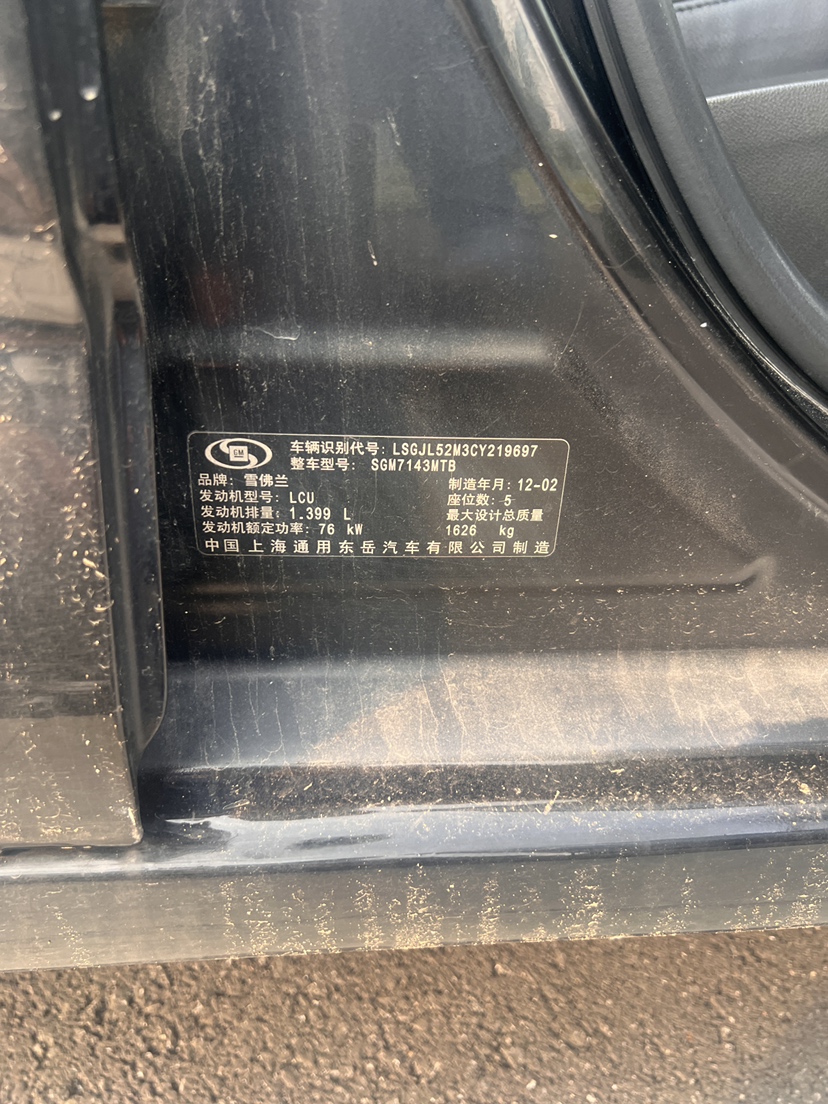 GM
车辆识别代号: LSGJL52M3CY219697
整车型号: SGM7143MTB
品牌: 雪佛兰 制造年月: 12-02
发动机型号: LCU 座位数: 5
发动机排量: 1.399 L 最大设计总质量
发动机额定功率: 76 kW 1626 kg
中国上海通用东岳汽车有限公司制造